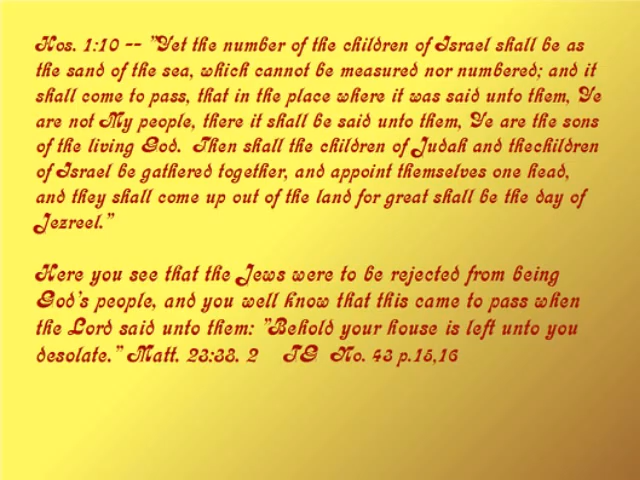 Hos. 1:10 -- "Yet the number of the children of Israel shall be as
the sand of the sea, which cannot be measured nor numbered; and it
shall come to pass, that in the place where it was said unto them, Ye
are not My people, there it shall be said unto them, Ye are the sons
of the living God.  Then shall the children of Judah and thechildren
of Israel be gathered together, and appoint themselves one head,
and they shall come up out of the land for great shall be the day of
Jezreel."
Here you see that the Jews were to be rejected from being
God's people, and you well know that this came to pass when
the Lord said unto them: "Behold your house is left unto you
desolate." Matt. 23:38. 2    TG  No. 43 p.15,16